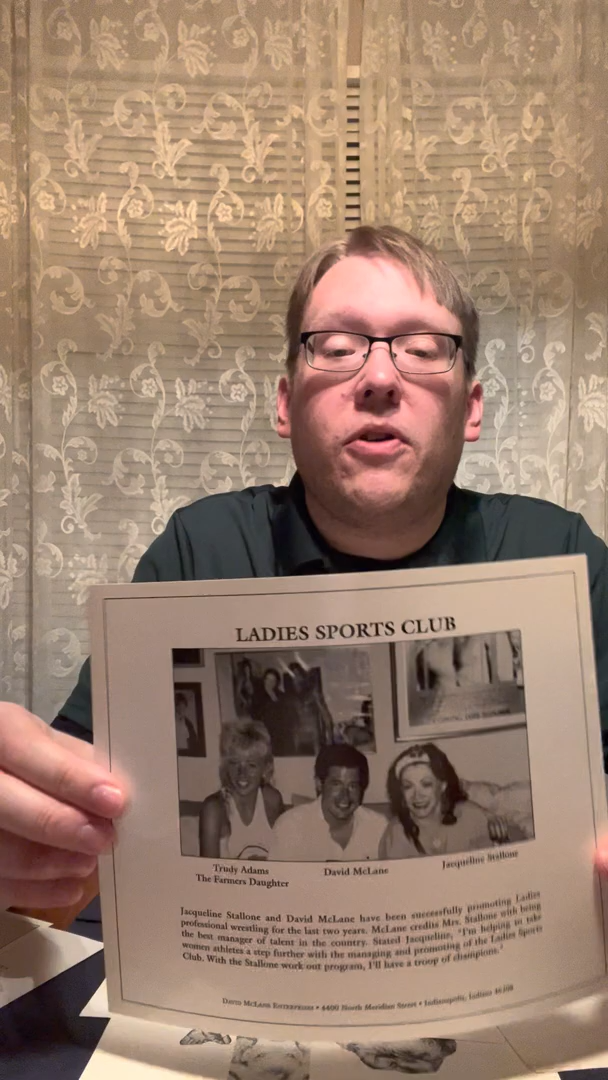 LADIES SPORTS CLUB
Trudy Adams
The Farmers Daughter
David McLane
Jacqueline Stallone
Jacqueline Stallone and David McLane have been successfully promoting Ladies
professional wrestling for the last two years. McLane credits Mrs. Stallone with being
the best manager of talent in the country. Stated Jacqueline, "I'm helping to take
women athletes a step further with the managing and promoting of the Ladies Sports
Club. With the Stallone work out program, I'll have a troop of champions."
David McLane Enterprises • 4400 North Meridian Street • Indianapolis, Indiana 46208